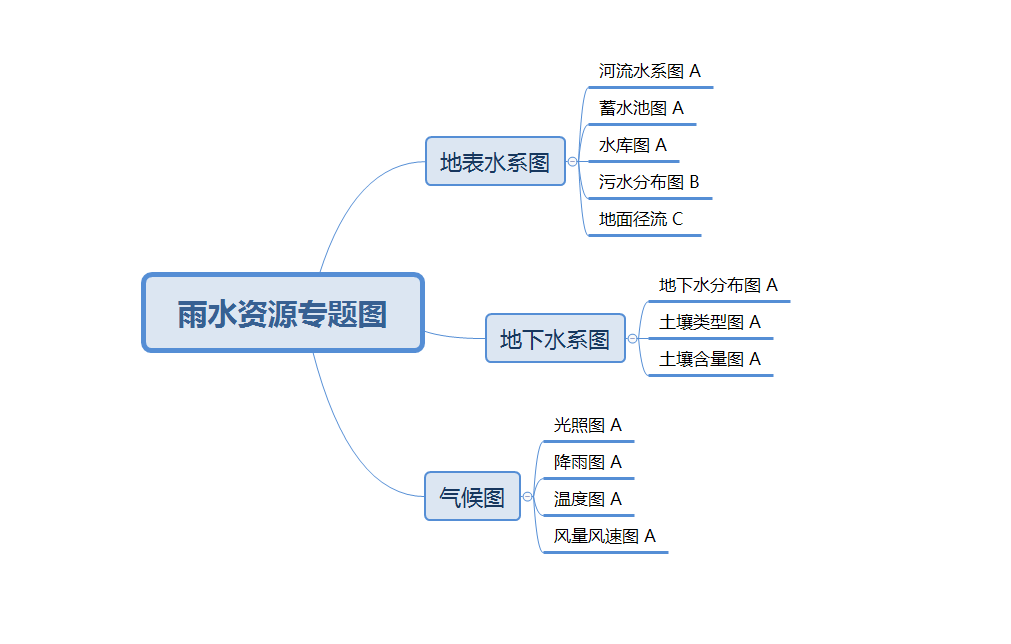 雨水资源专题图
地表水系图
河流水系图 A
蓄水池图 A
水库图 A
污水分布图 B
地面径流 C
地下水系图
地下水分布图 A
土壤类型图 A
土壤含量图 A
气候图
光照图 A
降雨图 A
温度图 A
风量风速图 A